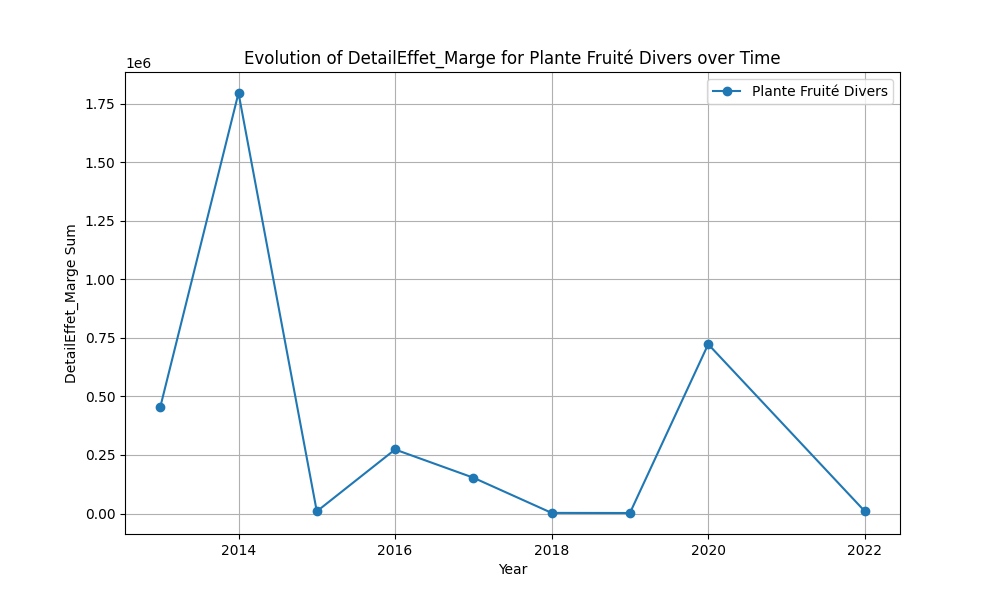 Evolution of DetailEffet_Marge for Plante Fruité Divers over Time
1e6
Plante Fruité Divers
1.75
1.50
1.25
1.00
0.75
0.50
0.25
0.00
DetailEffet_Marge Sum
2014 2016 2018 2020 2022
Year